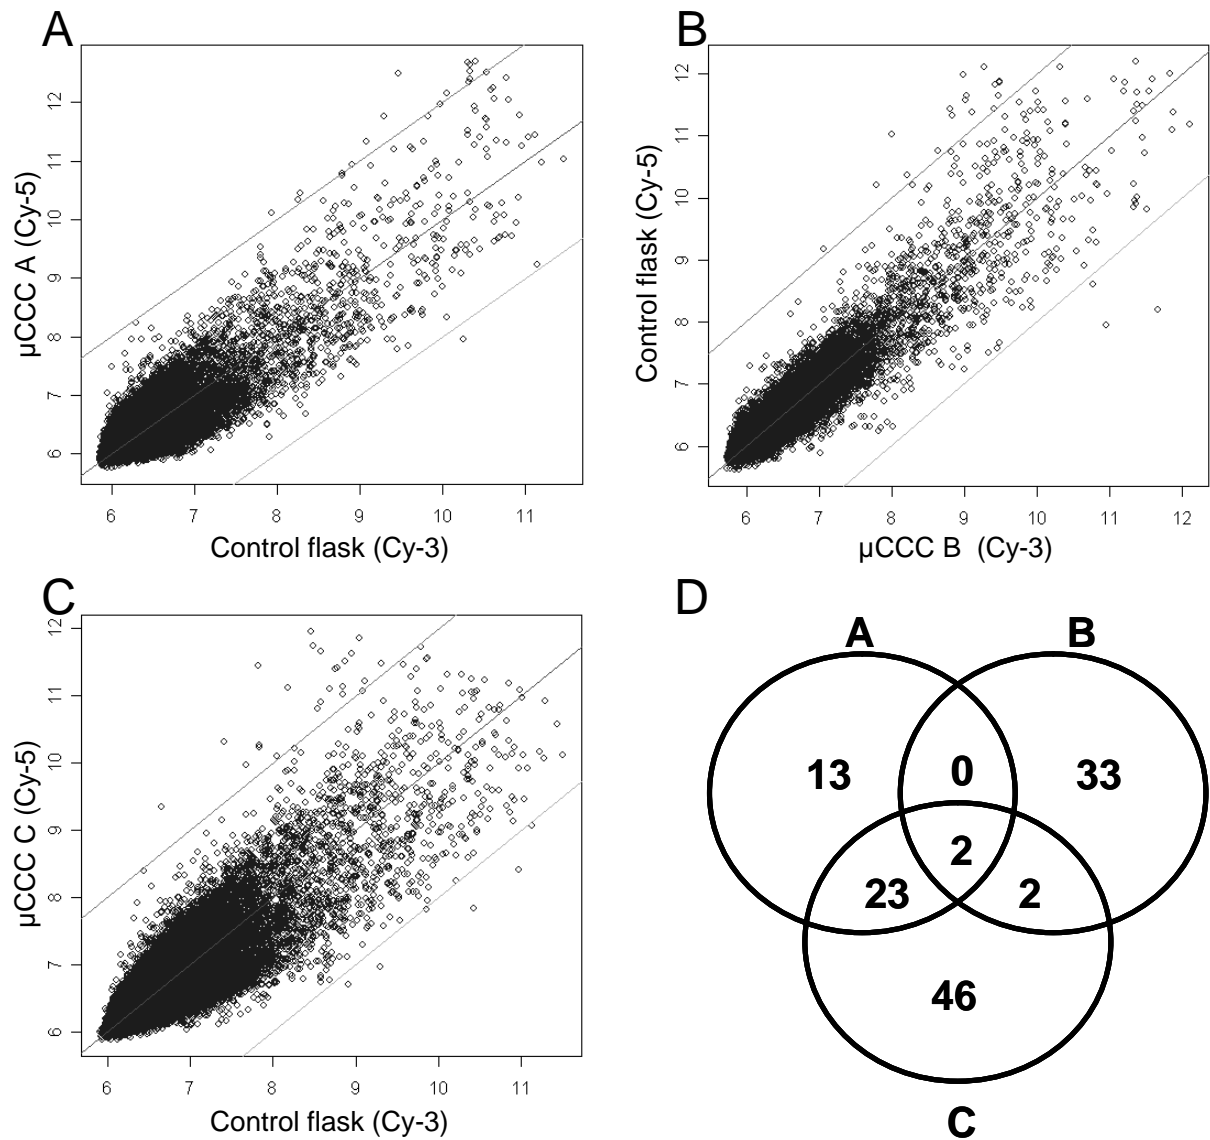 A
B
12
11
10
9
8
7
6
µCCC A (Cy-5)
6 7 8 9 10 11
Control flask (Cy-3)
12
11
10
9
8
7
6
Control flask (Cy-5)
6 7 8 9 10 11 12
µCCC B (Cy-3)
C
12
11
10
9
8
7
6
µCCC C (Cy-5)
6 7 8 9 10 11
Control flask (Cy-3)
D
A
B
13
0
33
2
23
2
46
C